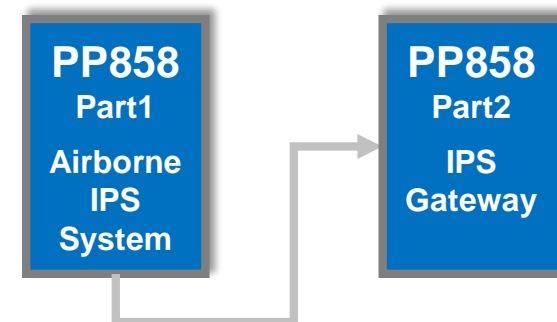 PP858
Part1
Airborne
IPS
System
PP858
Part2
IPS
Gateway